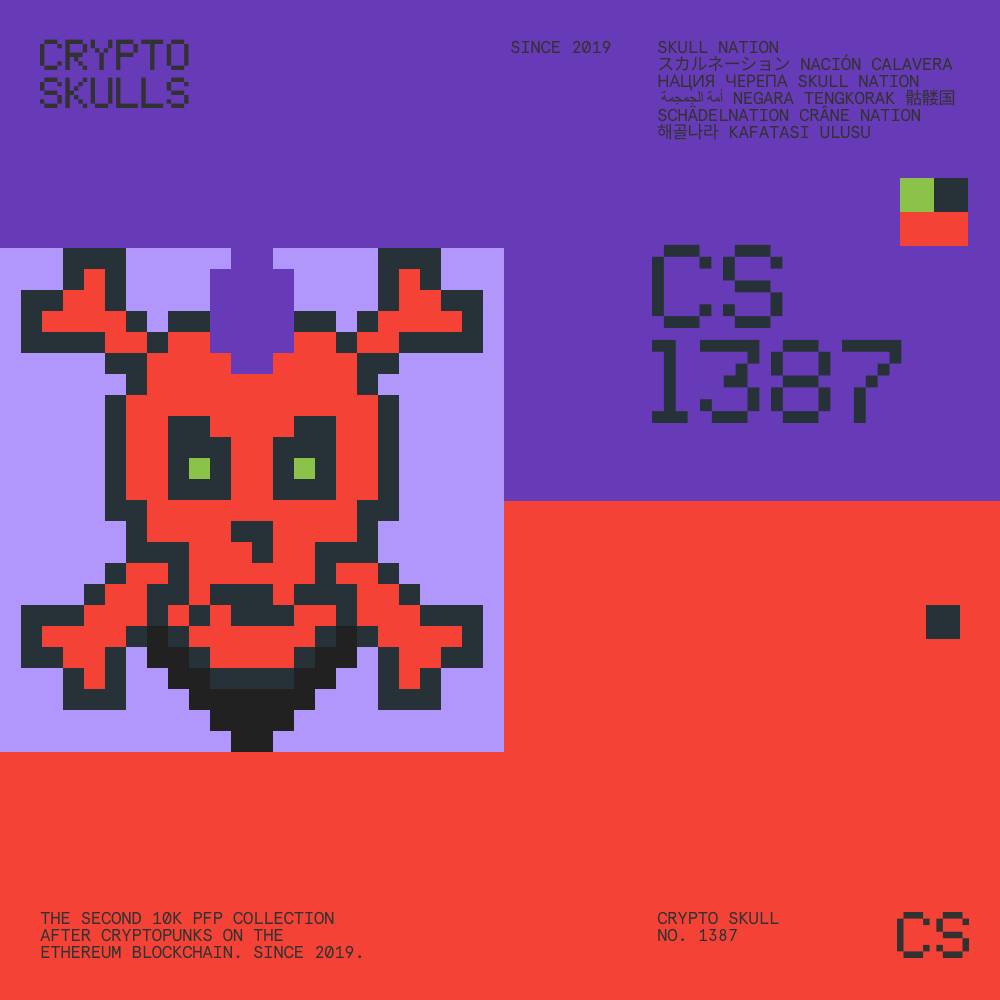 CRYPTO
SKULLS
SINCE 2019
SKULL NATION
スカルネーション NACIÓN CALAVERA
НАЦИЯ ЧЕРЕПА SKULL NATION
أمة الجمجمة NEGARA TENGKORAK 骷髅国
SCHÄDELNATION CRÂNE NATION
해골나라 KAFATASI ULUSU
CS
1387
THE SECOND 10K PFP COLLECTION
AFTER CRYPTOPUNKS ON THE
ETHEREUM BLOCKCHAIN. SINCE 2019.
CRYPTO SKULL
NO. 1387
CS